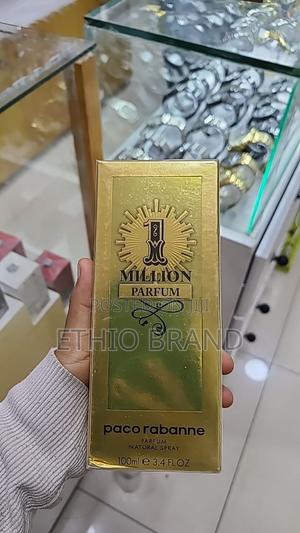 1
MILLION
PARFUM
ETHIO BRAND
paco rabanne
PARFUM
NATURAL SPRAY
100ml e 3.4 FL.OZ